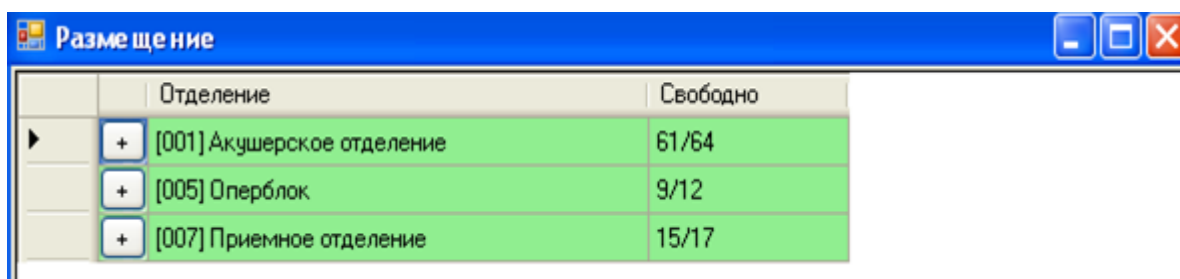 Размещение
Отделение Свободно
+ [001] Акушерское отделение 61/64
+ [005] Оперблок 9/12
+ [007] Приемное отделение 15/17